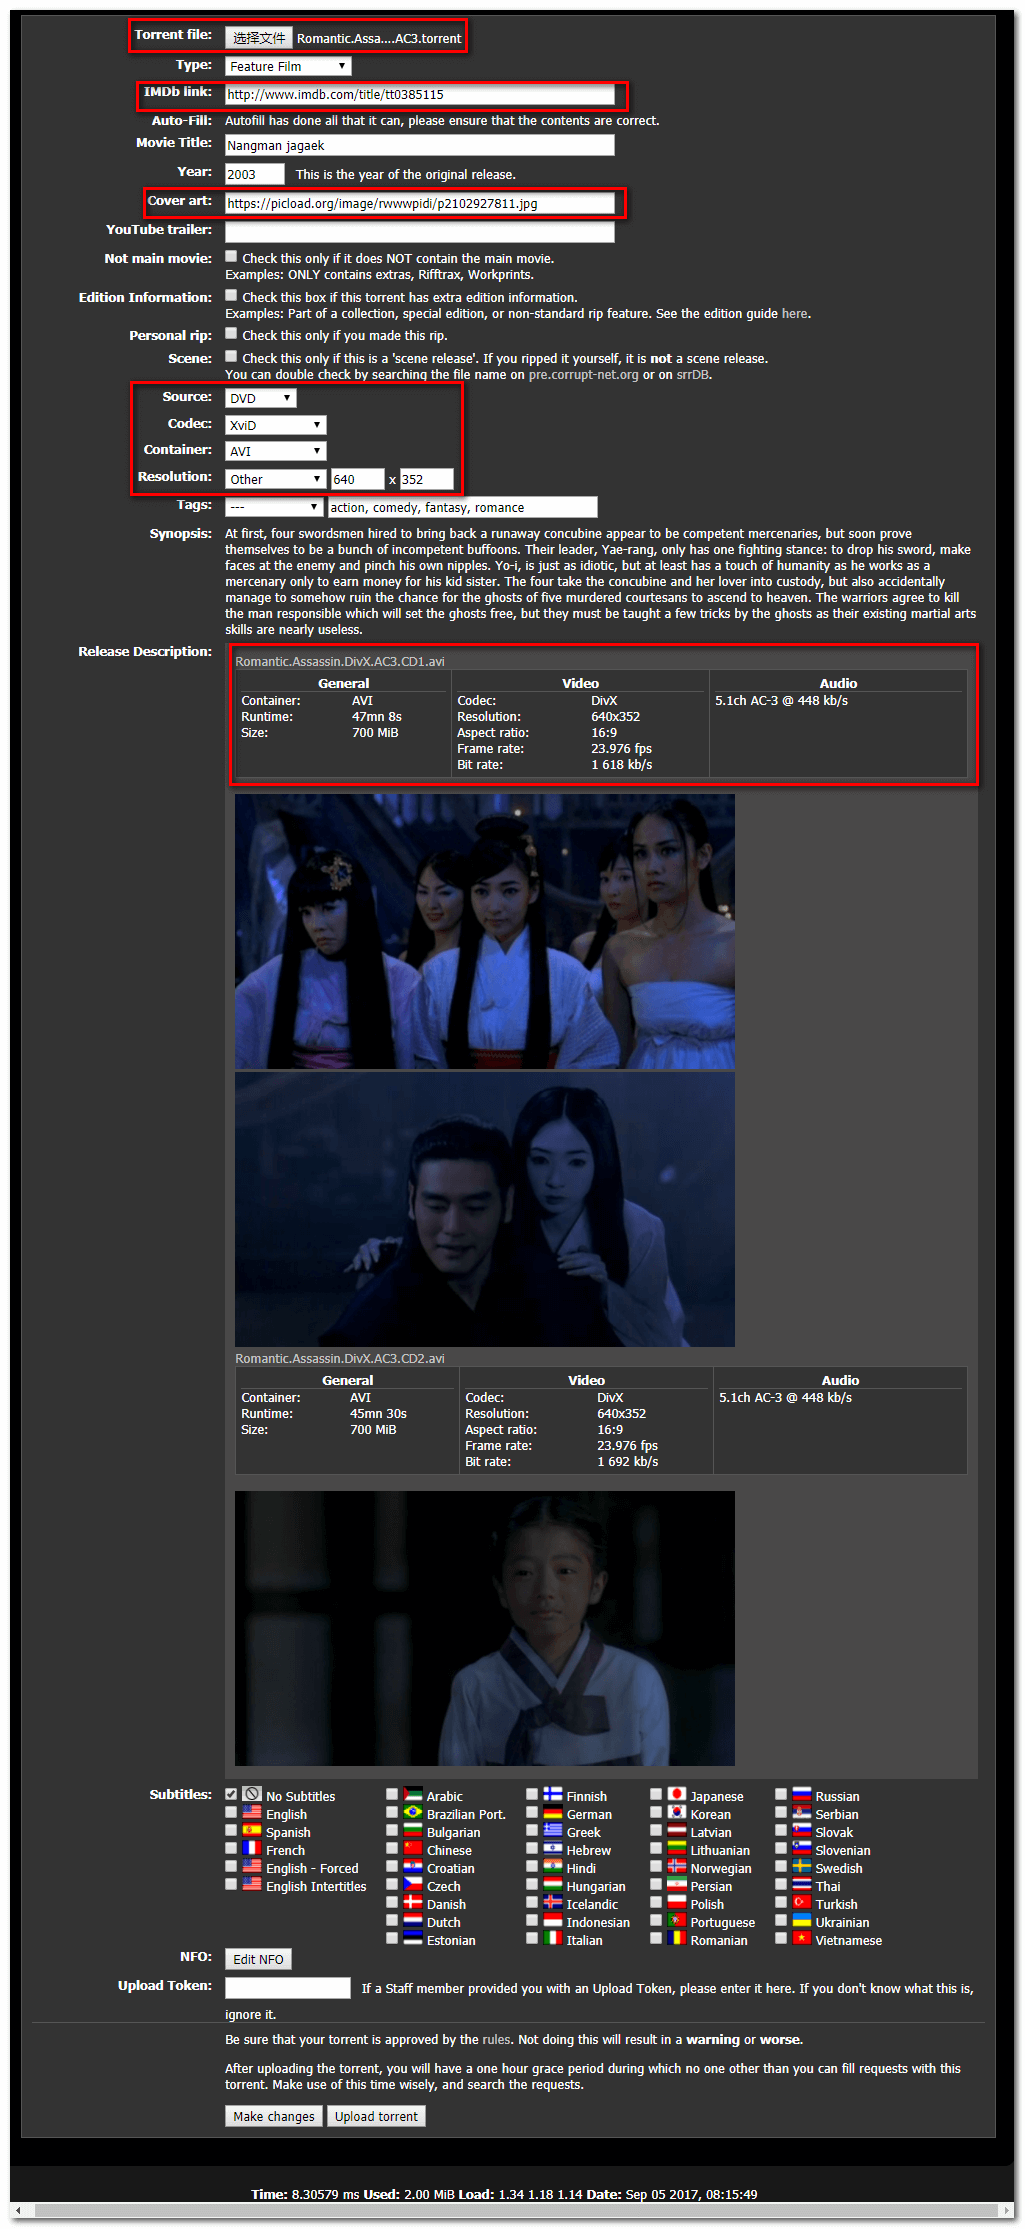 Torrent file: 选择文件 Romantic.Assa....AC3.torrent
Type: Feature Film
IMDb link: http://www.imdb.com/title/tt0385115
Auto-Fill: Autofill has done all that it can, please ensure that the contents are correct.
Movie Title: Nangman jagaek
Year: 2003 This is the year of the original release.
Cover art: https://picload.org/image/rwwwpidi/p2102927811.jpg
YouTube trailer:
Not main movie: Check this only if it does NOT contain the main movie.
Examples: ONLY contains extras, Rifftrax, Workprints.
Edition Information: Check this box if this torrent has extra edition information.
Examples: Part of a collection, special edition, or non-standard rip feature. See the edition guide here.
Personal rip: Check this only if you made this rip.
Scene: Check this only if this is a 'scene release'. If you ripped it yourself, it is not a scene release.
You can double check by searching the file name on pre.corrupt-net.org or on srrDB.
Source: DVD
Codec: XviD
Container: AVI
Resolution: Other 640 x 352
Tags: --- action, comedy, fantasy, romance
Synopsis: At first, four swordsmen hired to bring back a runaway concubine appear to be competent mercenaries, but soon prove
themselves to be a bunch of incompetent buffoons. Their leader, Yae-rang, only has one fighting stance: to drop his sword, make
faces at the enemy and pinch his own nipples. Yo-i, is just as idiotic, but at least has a touch of humanity as he works as a
mercenary only to earn money for his kid sister. The four take the concubine and her lover into custody, but also accidentally
manage to somehow ruin the chance for the ghosts of five murdered courtesans to ascend to heaven. The warriors agree to kill
the man responsible which will set the ghosts free, but they must be taught a few tricks by the ghosts as their existing martial arts
skills are nearly useless.
Release Description:
Romantic.Assassin.DivX.AC3.CD1.avi
General Video Audio
Container: AVI Codec: DivX 5.1ch AC-3 @ 448 kb/s
Runtime: 47mn 8s Resolution: 640x352
Size: 700 MiB Aspect ratio: 16:9
Frame rate: 23.976 fps
Bit rate: 1 618 kb/s
Romantic.Assassin.DivX.AC3.CD2.avi
General Video Audio
Container: AVI Codec: DivX 5.1ch AC-3 @ 448 kb/s
Runtime: 45mn 30s Resolution: 640x352
Size: 700 MiB Aspect ratio: 16:9
Frame rate: 23.976 fps
Bit rate: 1 692 kb/s
Subtitles: No Subtitles Arabic Finnish Japanese Russian
English Brazilian Port. German Korean Serbian
Spanish Bulgarian Greek Latvian Slovak
French Chinese Hebrew Lithuanian Slovenian
English - Forced Croatian Hindi Norwegian Swedish
English Intertitles Czech Hungarian Persian Thai
Danish Icelandic Polish Turkish
Dutch Indonesian Portuguese Ukrainian
Estonian Italian Romanian Vietnamese
NFO: Edit NFO
Upload Token: If a Staff member provided you with an Upload Token, please enter it here. If you don't know what this is,
ignore it.
Be sure that your torrent is approved by the rules. Not doing this will result in a warning or worse.
After uploading the torrent, you will have a one hour grace period during which no one other than you can fill requests with this
torrent. Make use of this time wisely, and search the requests.
Make changes Upload torrent
Time: 8.30579 ms Used: 2.00 MiB Load: 1.34 1.18 1.14 Date: Sep 05 2017, 08:15:49